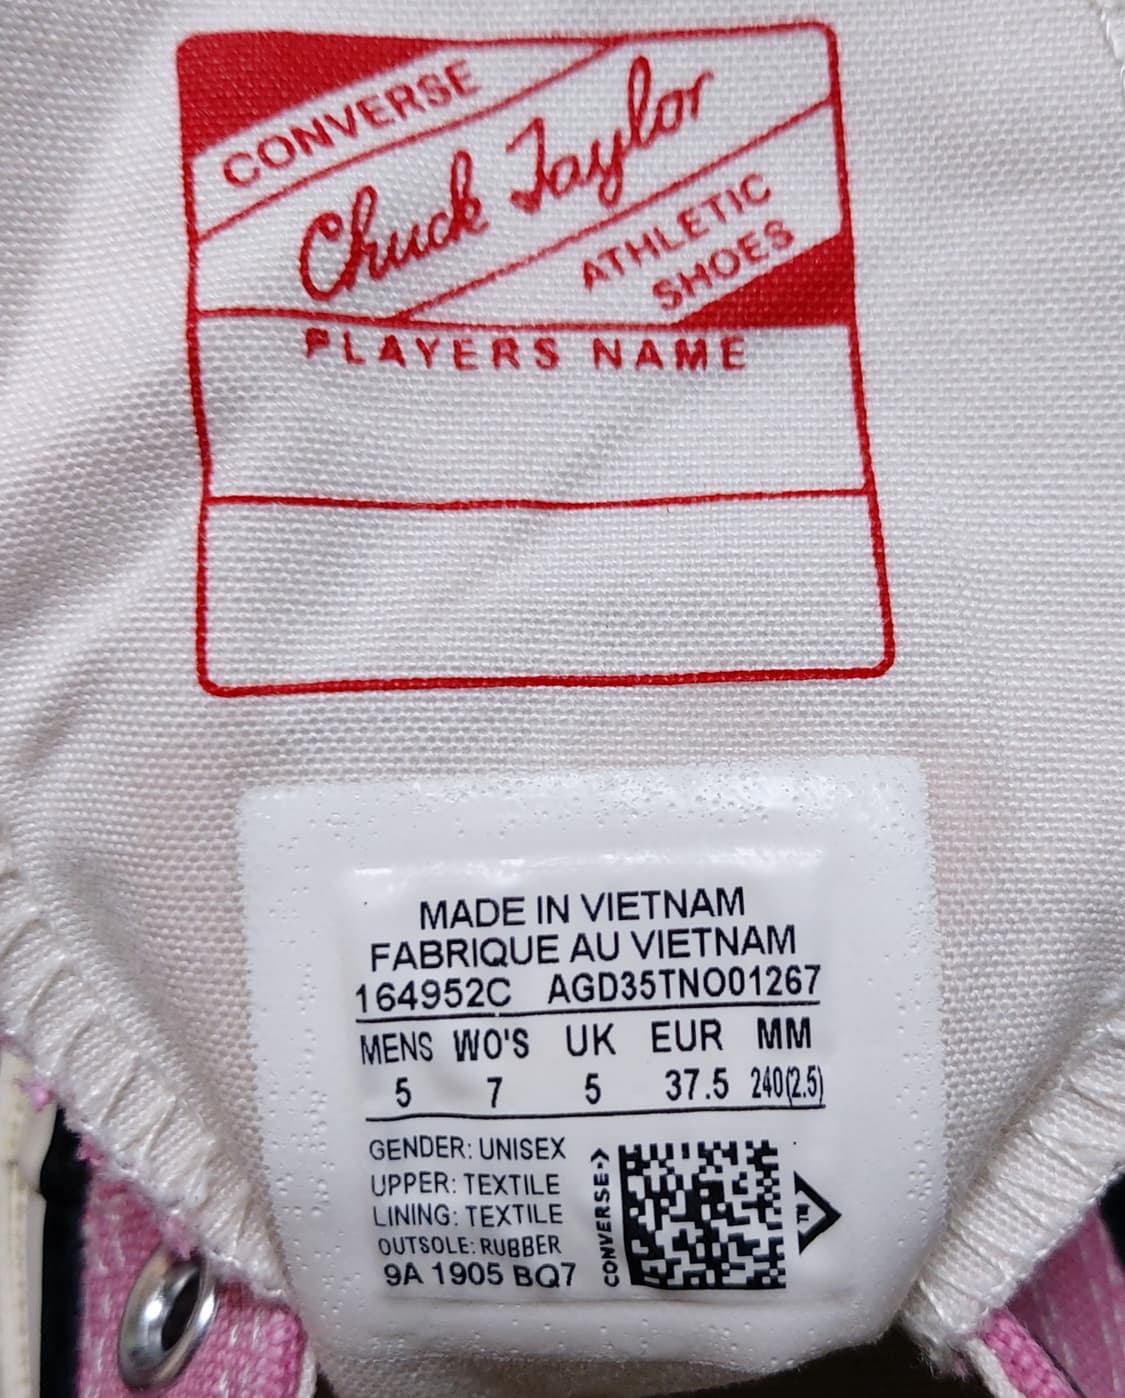 CONVERSE
Chuck Taylor
ATHLETIC
SHOES
PLAYERS NAME
MADE IN VIETNAM
FABRIQUE AU VIETNAM
164952C AGD35TNO01267
MENS WO'S UK EUR MM
5 7 5 37.5 240(2.5)
GENDER: UNISEX
UPPER: TEXTILE
LINING: TEXTILE
OUTSOLE: RUBBER
9A 1905 BQ7
CONVERSE
TM